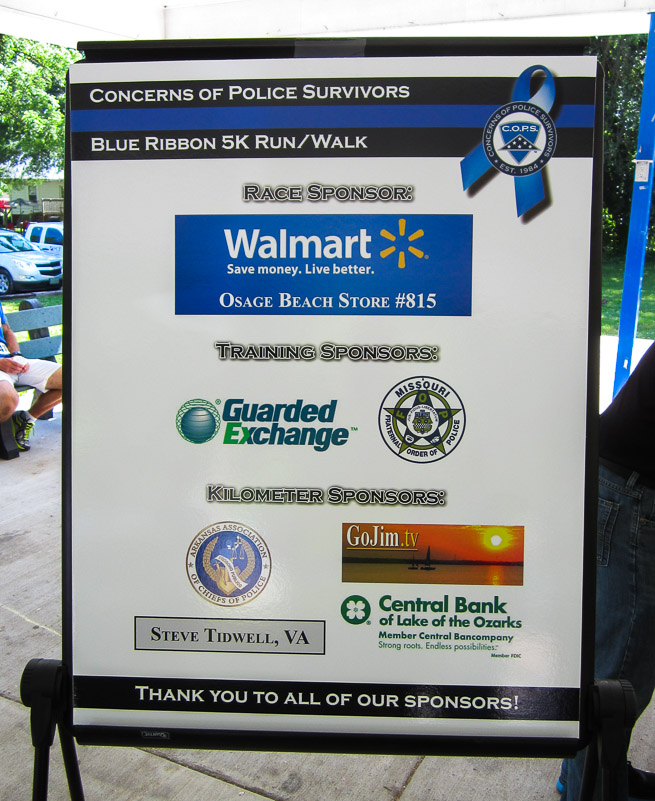 CONCERNS OF POLICE SURVIVORS
BLUE RIBBON 5K RUN/WALK
CONCERNS OF POLICE SURVIVORS
C.O.P.S.
EST. 1984
RACE SPONSOR:
Walmart
Save money. Live better.
OSAGE BEACH STORE #815
TRAINING SPONSORS:
Guarded
Exchange™
MISSOURI
FOP
FRATERNAL ORDER OF POLICE
KILOMETER SPONSORS:
ARKANSAS ASSOCIATION
OF CHIEFS OF POLICE
GoJim.tv
STEVE TIDWELL, VA
Central Bank
of Lake of the Ozarks
Member Central Bancompany
Strong roots. Endless possibilities.
Member FDIC
THANK YOU TO ALL OF OUR SPONSORS!